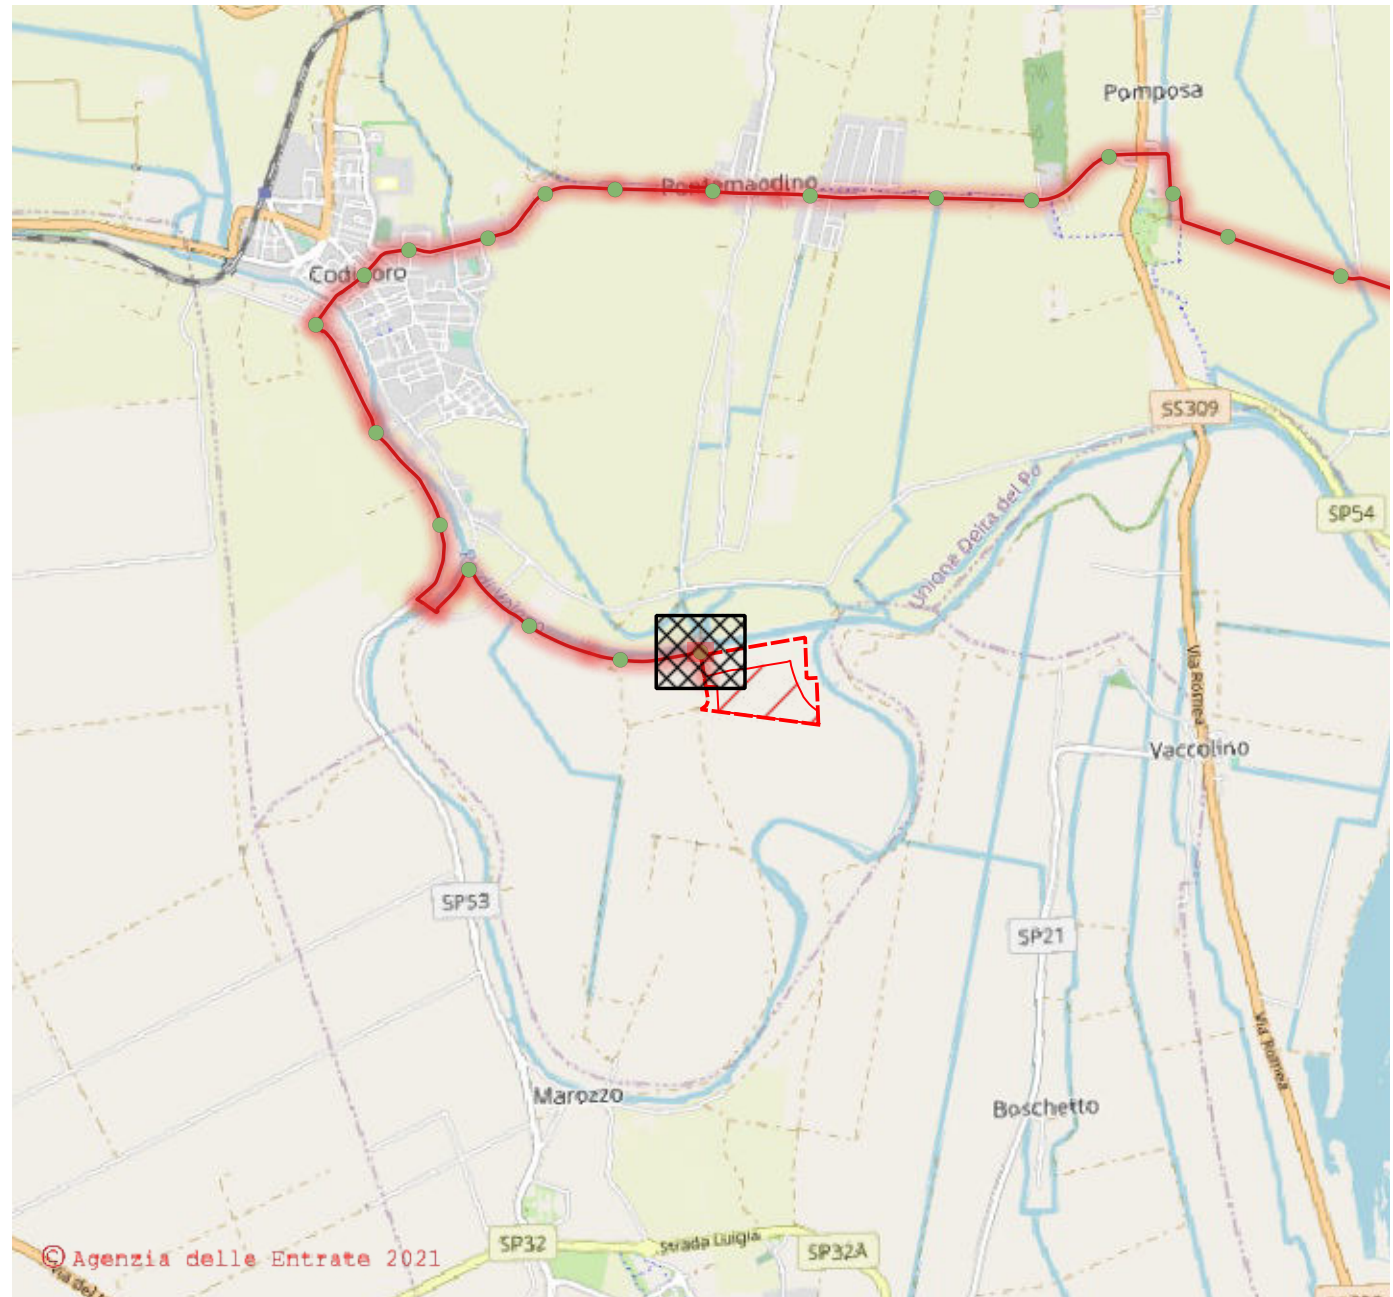 Pomposa
Pontemaodino
Codigoro
SS309
SP54
Unione Delta del Po
Via Romea
Vaccolino
SP53
SP21
Via Romea
Marozzo
Boschetto
SP32
Strada Luigia
SP32A
© Agenzia delle Entrate 2021